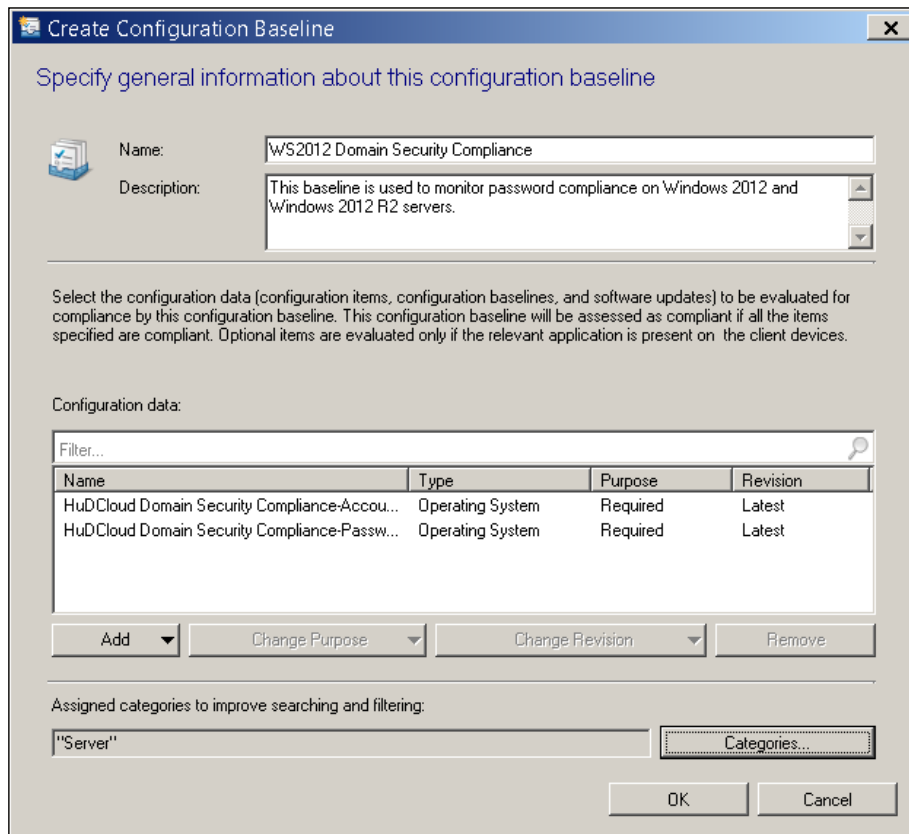 Create Configuration Baseline
Specify general information about this configuration baseline
Name:
WS2012 Domain Security Compliance
Description:
This baseline is used to monitor password compliance on Windows 2012 and
Windows 2012 R2 servers.
Select the configuration data (configuration items, configuration baselines, and software updates) to be evaluated for
compliance by this configuration baseline. This configuration baseline will be assessed as compliant if all the items
specified are compliant. Optional items are evaluated only if the relevant application is present on  the client devices.
Configuration data:
Filter...
Name Type Purpose Revision
HuDCloud Domain Security Compliance-Accou... Operating System Required Latest
HuDCloud Domain Security Compliance-Passw... Operating System Required Latest
Add Change Purpose Change Revision Remove
Assigned categories to improve searching and filtering:
"Server" Categories...
OK Cancel